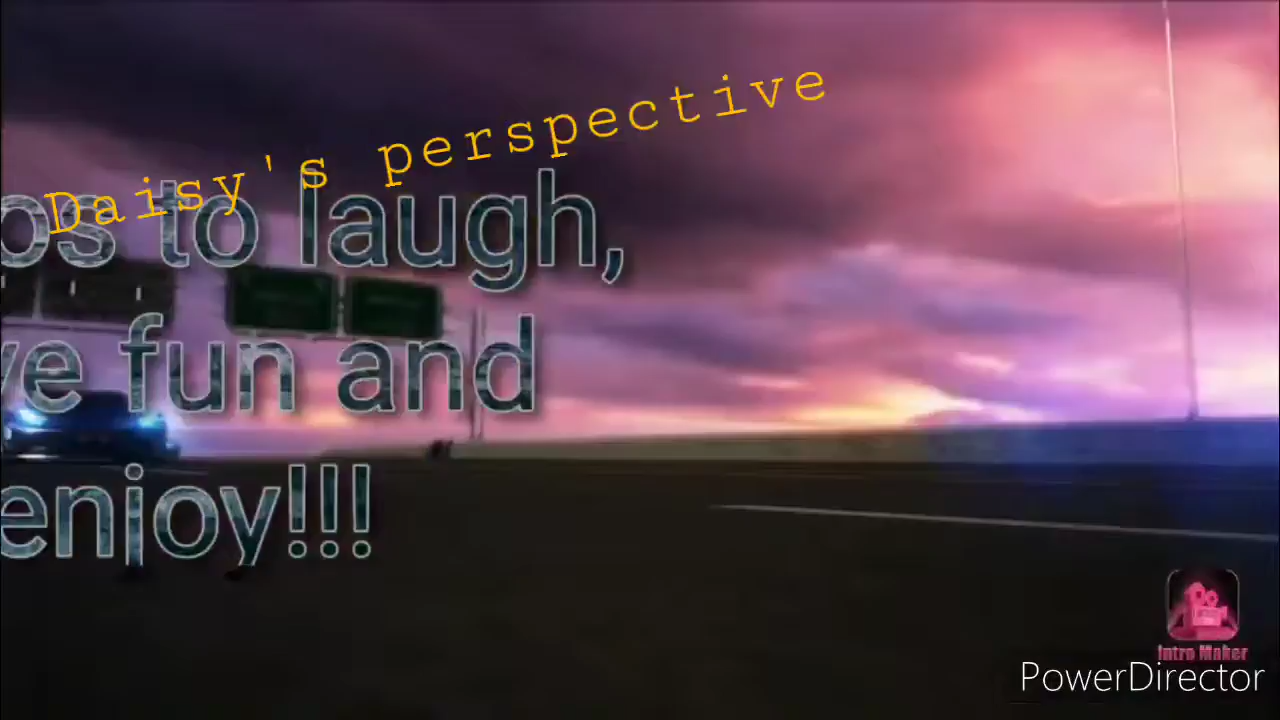 Daisy's perspective
os to laugh,
ve fun and
enjoy!!!
Intro Maker
PowerDirector